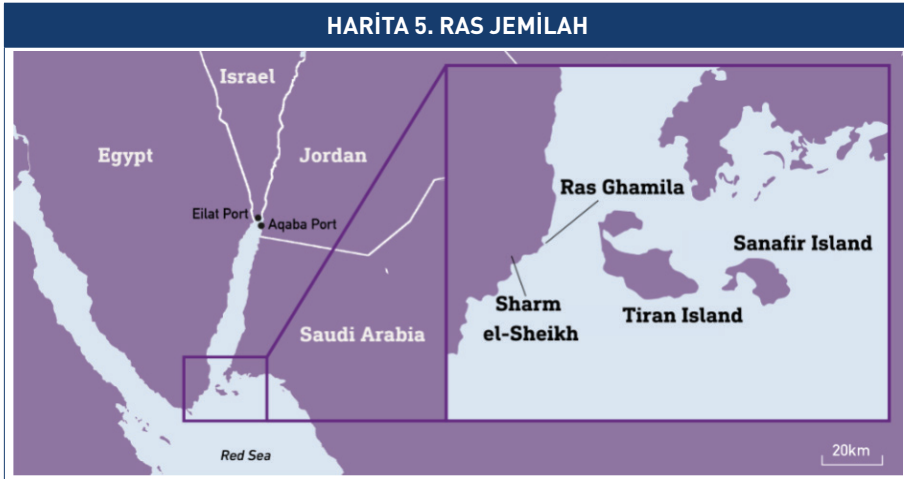 HARİTA 5. RAS JEMİLAH
Israel
Egypt
Jordan
Eilat Port
Aqaba Port
Saudi Arabia
Red Sea
Ras Ghamila
Sanafir Island
Sharm
el-Sheikh
Tiran Island
20km